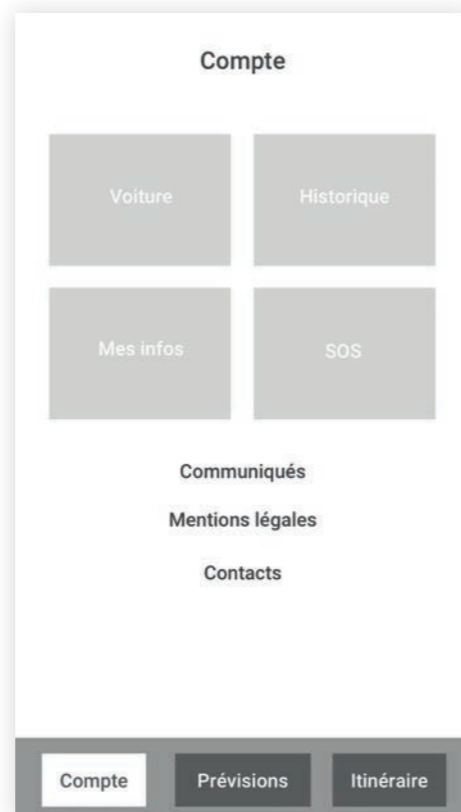 Compte
Voiture Historique
Mes infos SOS
Communiqués
Mentions légales
Contacts
Compte Prévisions Itinéraire